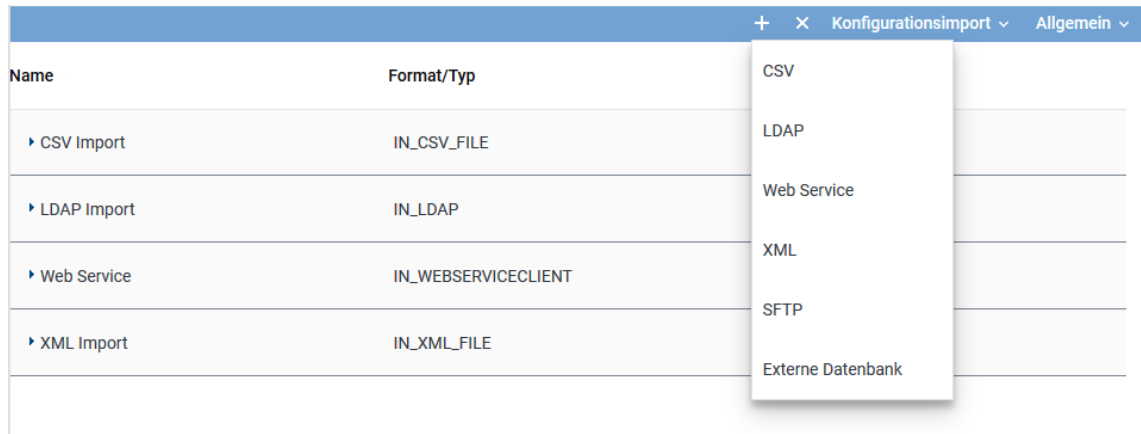 Konfigurationsimport Allgemein
Name Format/Typ
CSV
LDAP
Web Service
XML
SFTP
Externe Datenbank
CSV Import IN_CSV_FILE
LDAP Import IN_LDAP
Web Service IN_WEBSERVICECLIENT
XML Import IN_XML_FILE